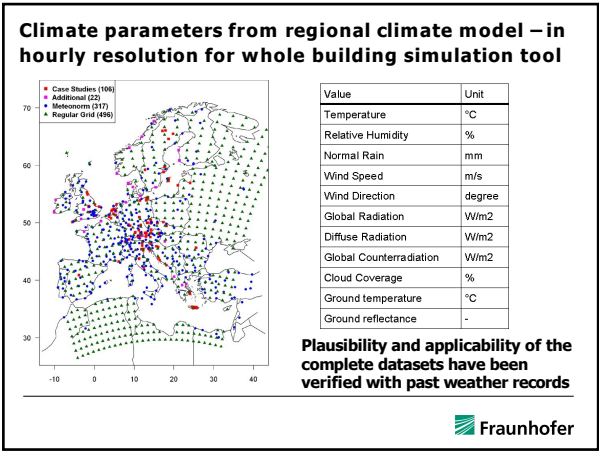 Climate parameters from regional climate model – in
hourly resolution for whole building simulation tool
Case Studies (106)
Additional (22)
Meteonorm (317)
Regular Grid (496)
70
60
50
40
30
-10 0 10 20 30 40
Value Unit
Temperature °C
Relative Humidity %
Normal Rain mm
Wind Speed m/s
Wind Direction degree
Global Radiation W/m2
Diffuse Radiation W/m2
Global Counterradiation W/m2
Cloud Coverage %
Ground temperature °C
Ground reflectance -
Plausibility and applicability of the
complete datasets have been
verified with past weather records
Fraunhofer